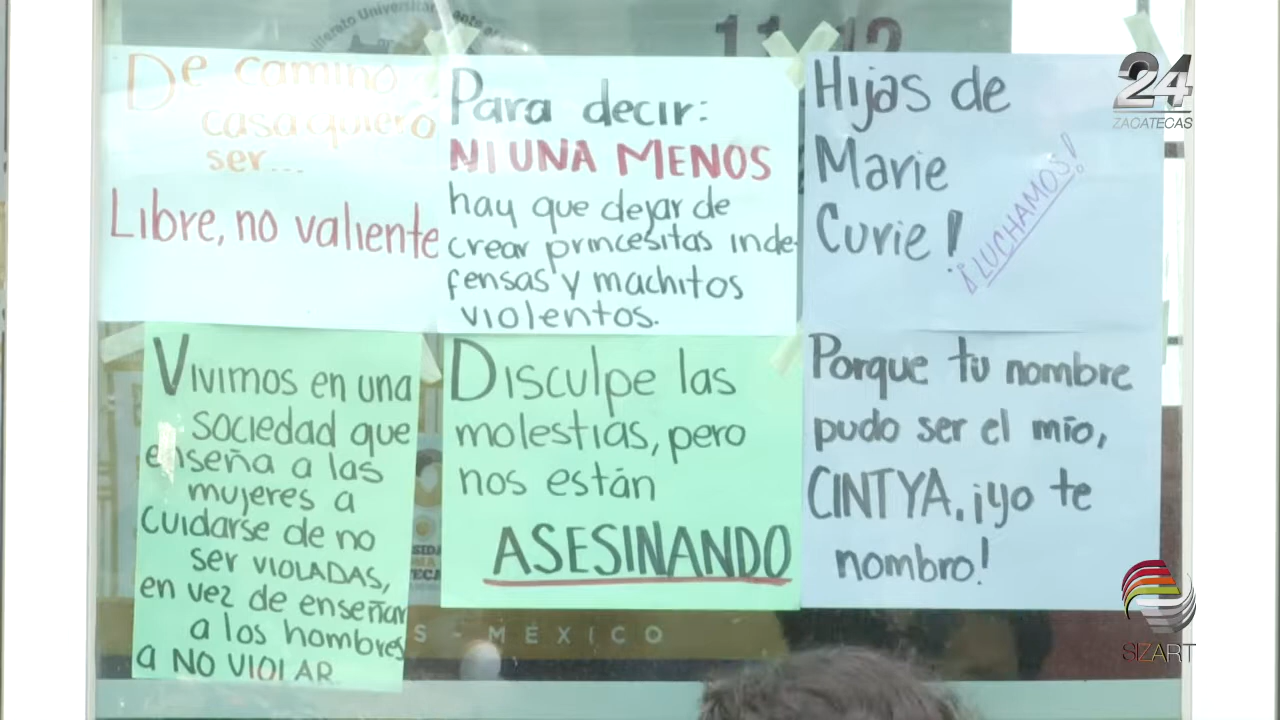 11 12
De camino
casa quiero
ser...
Libre, no valiente
Para decir:
NI UNA MENOS
hay que dejar de
crear princesitas inde-
fensas y machitos
violentos.
Hijas de
Marie
Curie!
¡LUCHAMOS!
24
ZACATECAS
Vivimos en una
sociedad que
enseña a las
mujeres a
cuidarse de no
ser VIOLADAS,
en vez de enseñar
a los hombres
a NO VIOLAR
Disculpe las
molestias, pero
nos están
ASESINANDO
Porque tu nombre
pudo ser el mío,
CINTYA. ¡yo te
nombro!
S - MÉXICO
SIZART